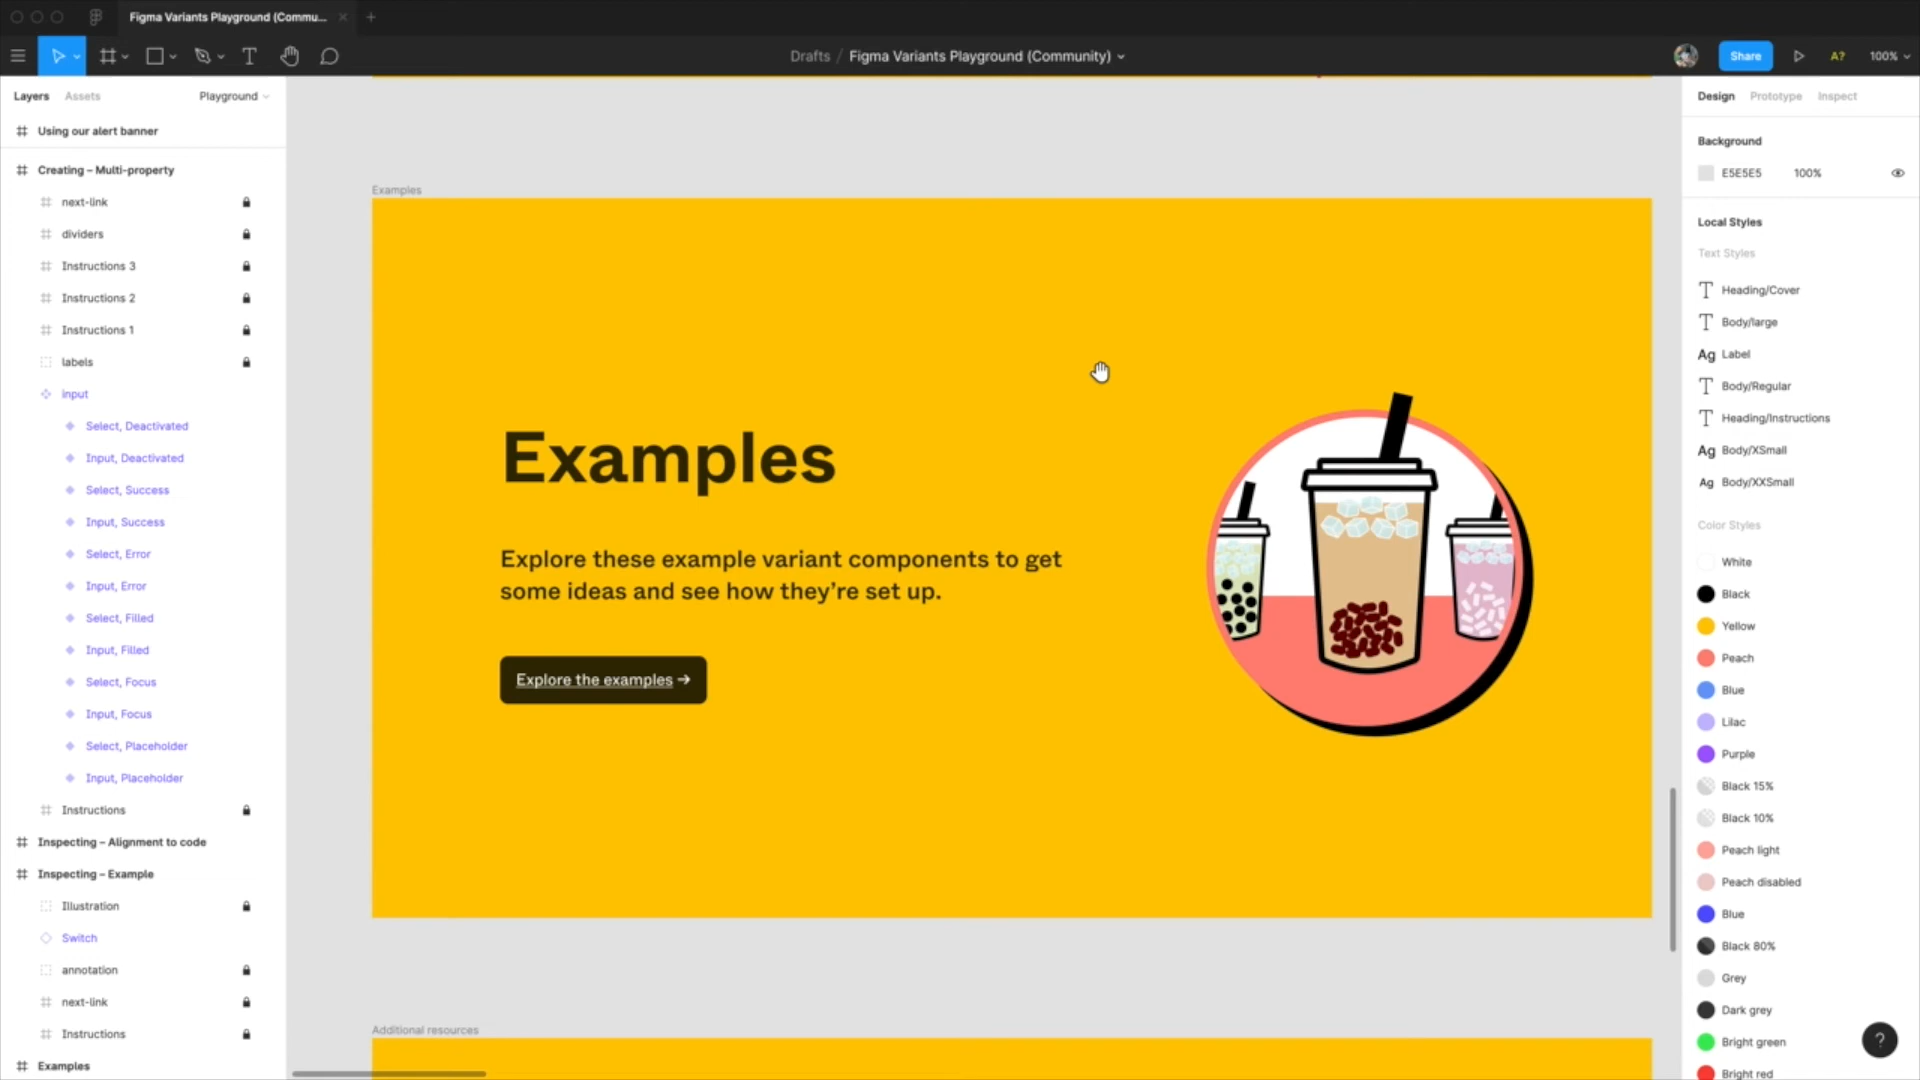 Figma Variants Playground (Commu...
Drafts / Figma Variants Playground (Community)
Share
A?
100%
Layers
Assets
Playground
Using our alert banner
Creating – Multi-property
next-link
dividers
Instructions 3
Instructions 2
Instructions 1
labels
input
Select, Deactivated
Input, Deactivated
Select, Success
Input, Success
Select, Error
Input, Error
Select, Filled
Input, Filled
Select, Focus
Input, Focus
Select, Placeholder
Input, Placeholder
Instructions
Inspecting – Alignment to code
Inspecting – Example
Illustration
Switch
annotation
next-link
Instructions
Examples
Examples
Examples
Explore these example variant components to get
some ideas and see how they're set up.
Explore the examples →
Additional resources
Design
Prototype
Inspect
Background
E5E5E5
100%
Local Styles
Text Styles
T Heading/Cover
T Body/large
Ag Label
T Body/Regular
T Heading/Instructions
Ag Body/XSmall
Ag Body/XXSmall
Color Styles
White
Black
Yellow
Peach
Blue
Lilac
Purple
Black 15%
Black 10%
Peach light
Peach disabled
Blue
Black 80%
Grey
Dark grey
Bright green
Bright red
?